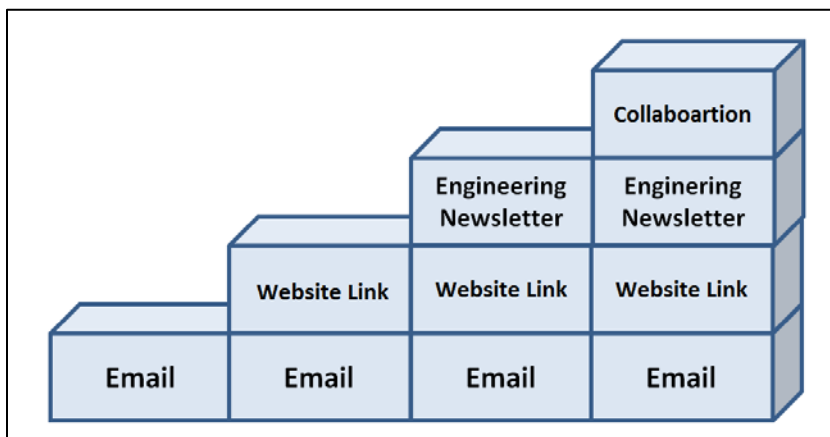 Collaboartion
Engineering
Newsletter
Enginering
Newsletter
Website Link
Website Link
Website Link
Email
Email
Email
Email